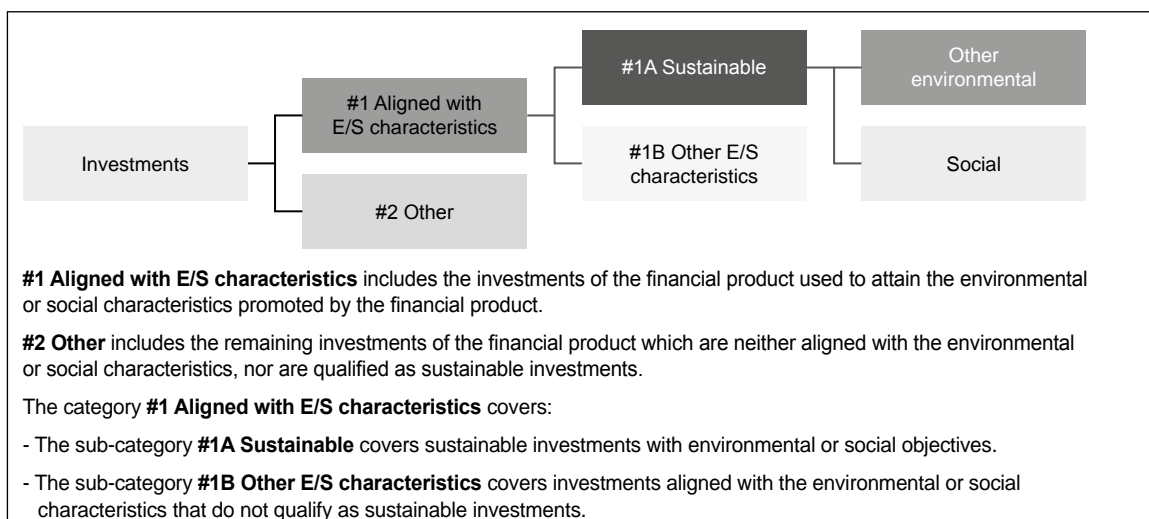 #1A Sustainable
Other
environmental
#1 Aligned with
E/S characteristics
Investments
#1B Other E/S
characteristics
Social
#2 Other
#1 Aligned with E/S characteristics includes the investments of the financial product used to attain the environmental
or social characteristics promoted by the financial product.
#2 Other includes the remaining investments of the financial product which are neither aligned with the environmental
or social characteristics, nor are qualified as sustainable investments.
The category #1 Aligned with E/S characteristics covers:
- The sub-category #1A Sustainable covers sustainable investments with environmental or social objectives.
- The sub-category #1B Other E/S characteristics covers investments aligned with the environmental or social
characteristics that do not qualify as sustainable investments.